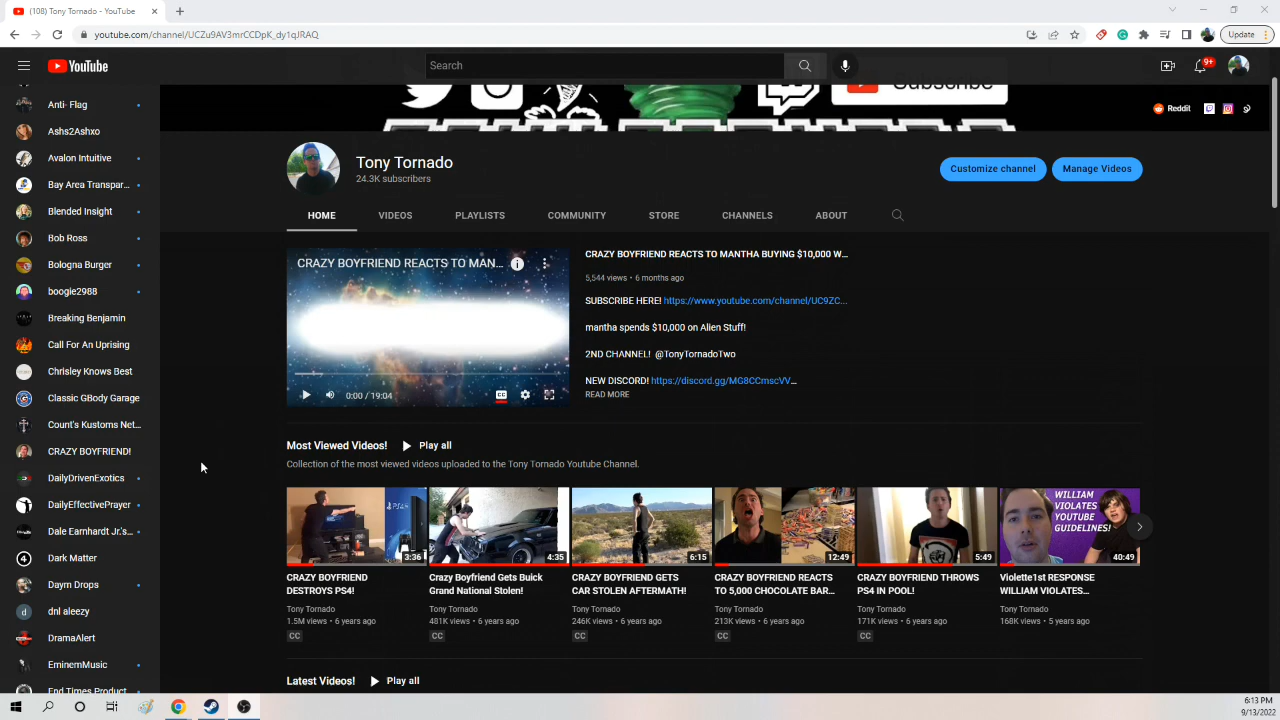 (108) Tony Tornado - YouTube
youtube.com/channel/UCZu9AV3mrCCDpK_dy1qJRAQ
Update
YouTube
Search
9+
Subscribe
Reddit
Anti- Flag
Ashs2Ashxo
Avalon Intuitive
Bay Area Transpar...
Blended Insight
Bob Ross
Bologna Burger
boogie2988
Breaking Benjamin
Call For An Uprising
Chrisley Knows Best
Classic GBody Garage
Count's Kustoms Net...
CRAZY BOYFRIEND!
DailyDrivenExotics
DailyEffectivePrayer
Dale Earnhardt Jr.'s...
Dark Matter
Daym Drops
dnl aleezy
DramaAlert
EminemMusic
End Times Product
Tony Tornado
24.3K subscribers
Customize channel
Manage Videos
HOME
VIDEOS
PLAYLISTS
COMMUNITY
STORE
CHANNELS
ABOUT
CRAZY BOYFRIEND REACTS TO MAN...
0:00 / 19:04
CRAZY BOYFRIEND REACTS TO MANTHA BUYING $10,000 W...
5,544 views • 6 months ago
SUBSCRIBE HERE! https://www.youtube.com/channel/UC9ZC...
mantha spends $10,000 on Alien Stuff!
2ND CHANNEL! @TonyTornadoTwo
NEW DISCORD! https://discord.gg/MG8CCmscVV...
READ MORE
Most Viewed Videos!
Play all
Collection of the most viewed videos uploaded to the Tony Tornado Youtube Channel.
PS4
3:36
CRAZY BOYFRIEND
DESTROYS PS4!
Tony Tornado
1.5M views • 6 years ago
CC
4:35
Crazy Boyfriend Gets Buick
Grand National Stolen!
Tony Tornado
481K views • 6 years ago
CC
6:15
CRAZY BOYFRIEND GETS
CAR STOLEN AFTERMATH!
Tony Tornado
246K views • 6 years ago
CC
12:49
CRAZY BOYFRIEND REACTS
TO 5,000 CHOCOLATE BAR...
Tony Tornado
213K views • 6 years ago
CC
5:49
CRAZY BOYFRIEND THROWS
PS4 IN POOL!
Tony Tornado
171K views • 6 years ago
CC
WILLIAM
VIOLATES
YOUTUBE
GUIDELINES!
40:49
Violette1st RESPONSE
WILLIAM VIOLATES...
Tony Tornado
168K views • 5 years ago
Latest Videos!
Play all
6:13 PM
9/13/2022